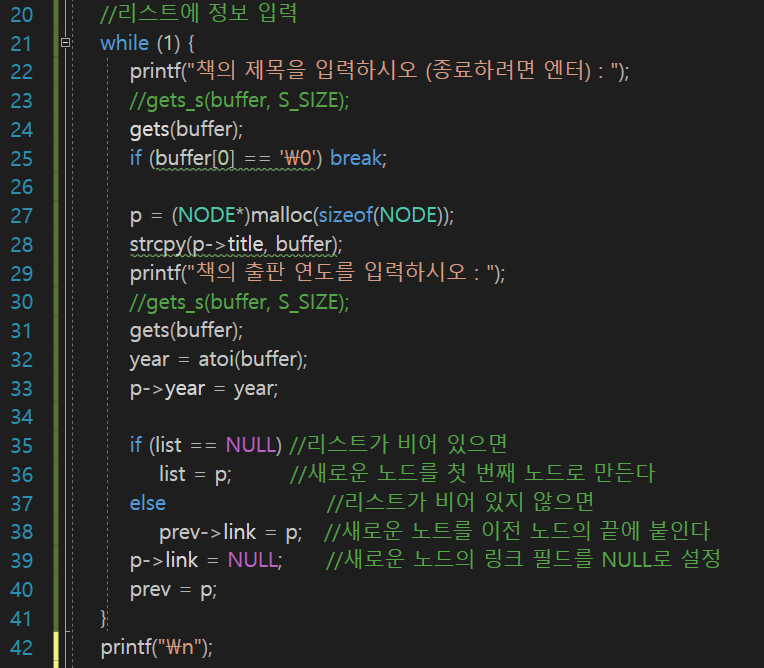 20 //리스트에 정보 입력
21 while (1) {
22 printf("책의 제목을 입력하시오 (종료하려면 엔터) : ");
23 //gets_s(buffer, S_SIZE);
24 gets(buffer);
25 if (buffer[0] == '₩0') break;
26
27 p = (NODE*)malloc(sizeof(NODE));
28 strcpy(p->title, buffer);
29 printf("책의 출판 연도를 입력하시오 : ");
30 //gets_s(buffer, S_SIZE);
31 gets(buffer);
32 year = atoi(buffer);
33 p->year = year;
34
35 if (list == NULL) //리스트가 비어 있으면
36 list = p; //새로운 노드를 첫 번째 노드로 만든다
37 else //리스트가 비어 있지 않으면
38 prev->link = p; //새로운 노트를 이전 노드의 끝에 붙인다
39 p->link = NULL; //새로운 노드의 링크 필드를 NULL로 설정
40 prev = p;
41 }
42 printf("₩n");